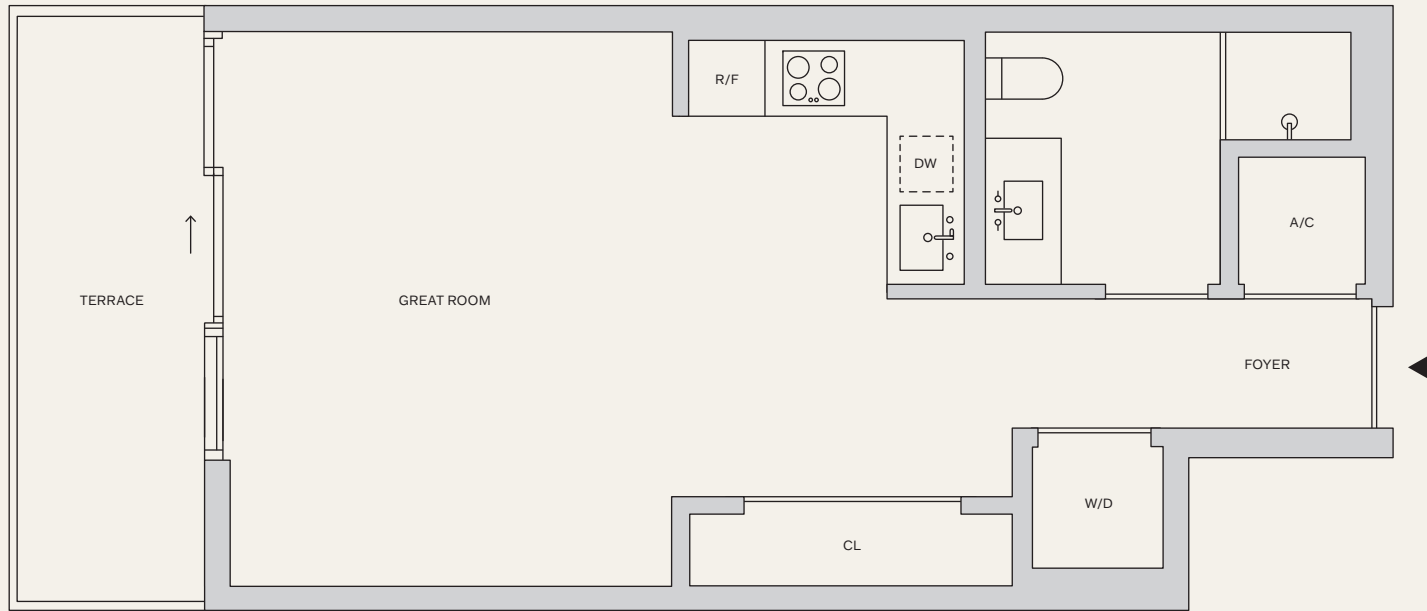 R/F
DW
A/C
TERRACE
GREAT ROOM
FOYER
W/D
CL